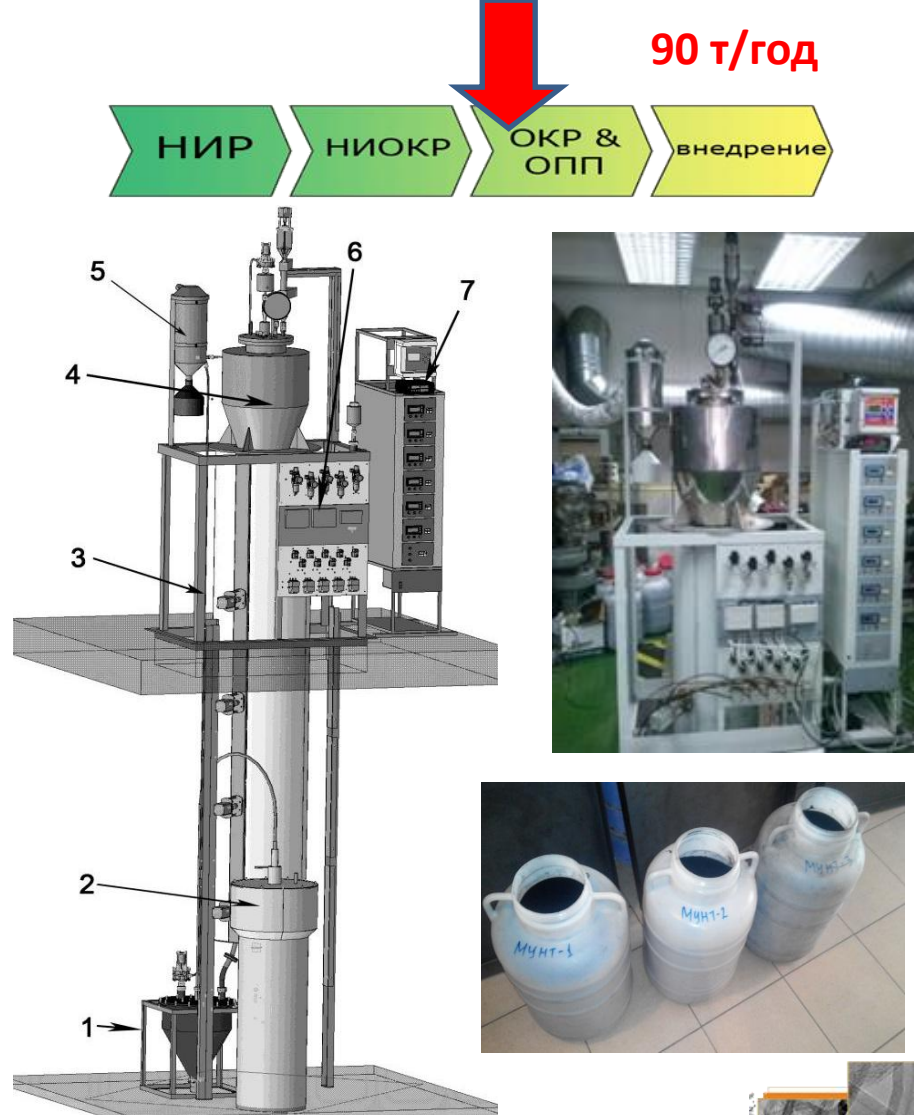 90 т/год
НИР
НИОКР
ОКР &
ОПП
внедрение
5
6
7
4
3
2
1
МУНТ-1
МУНТ-2
МУНТ-3